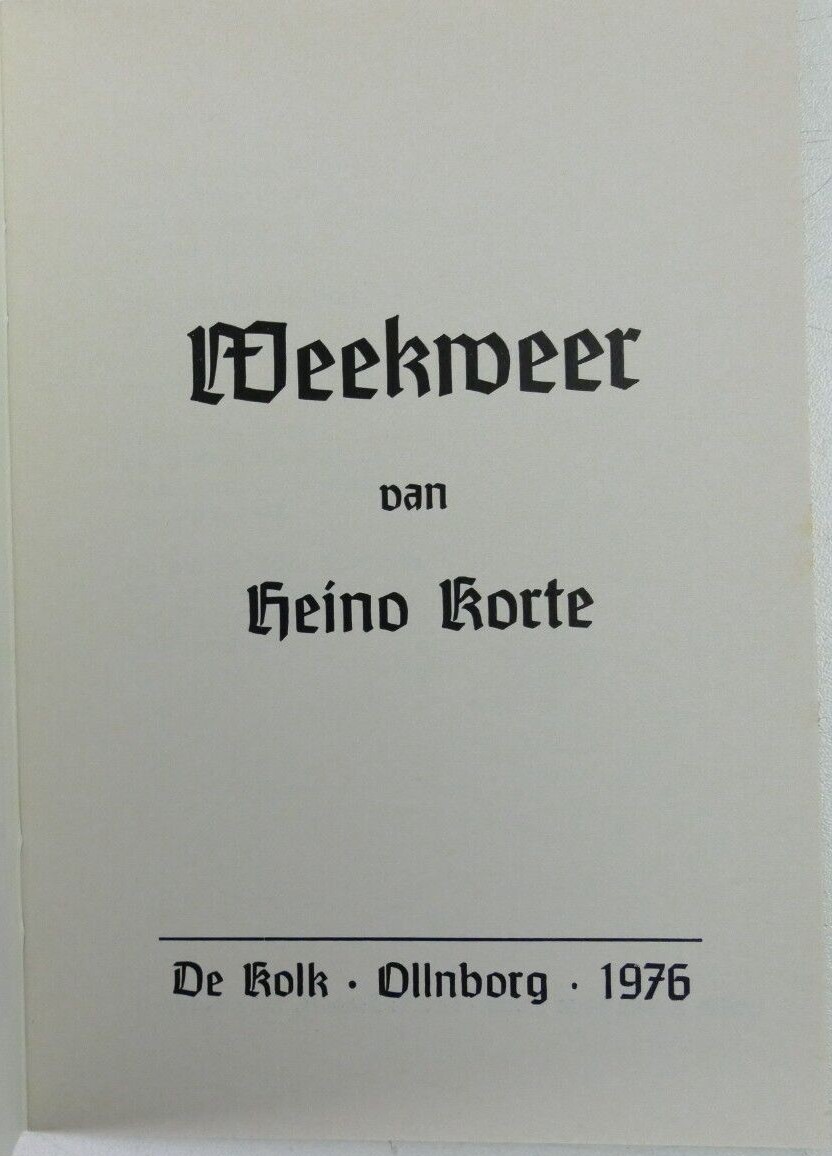 Weekweer
van
Heino Korte
De Kolk · Ollnborg · 1976